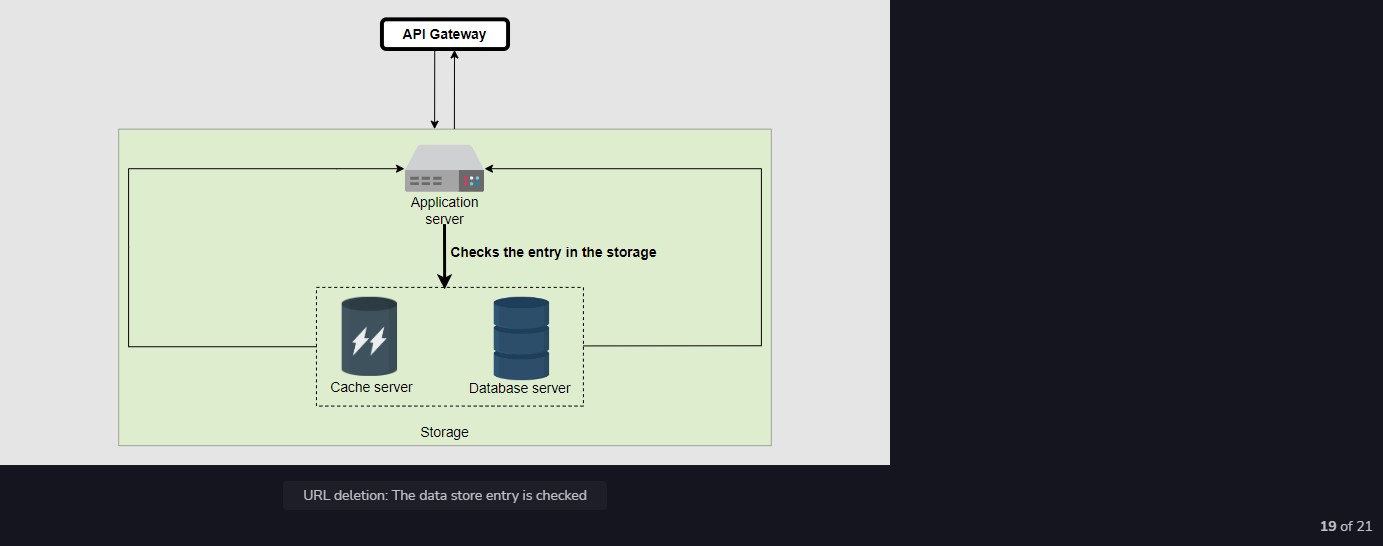 API Gateway
Application
server
Checks the entry in the storage
Cache server
Database server
Storage
URL deletion: The data store entry is checked
19 of 21